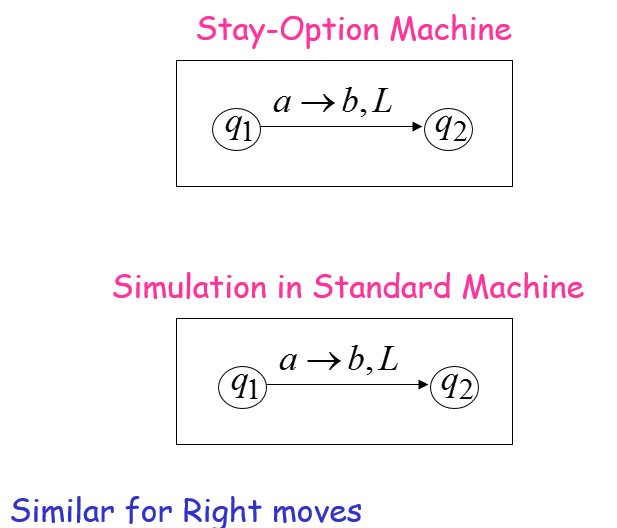 Stay-Option Machine
a → b, L
q1 q2
Simulation in Standard Machine
a → b, L
q1 q2
Similar for Right moves